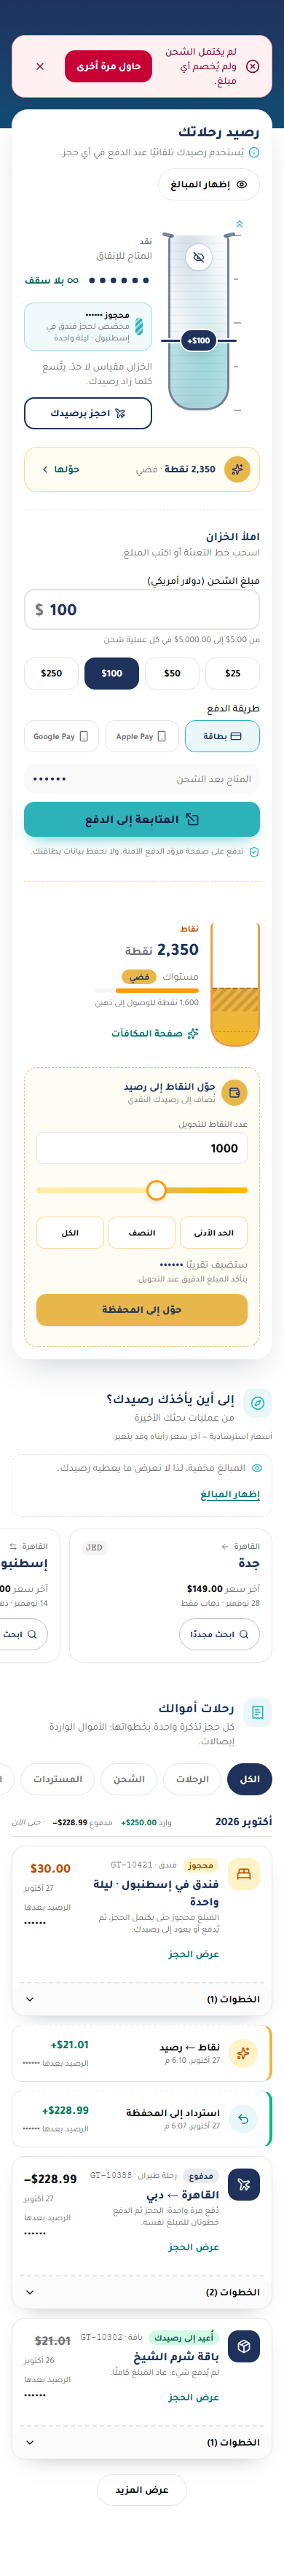 لم يكتمل الشحن
ولم يُخصم أي
مبلغ.
حاول مرة أخرى
رصيد رحلاتك
يُستخدم رصيدك تلقائيًا عند الدفع في أي حجز.
إظهار المبالغ
نقد
المتاح للإنفاق
••••••
∞ بلا سقف
محجوز ••••••
مخصّص لحجز فندق في
إسطنبول · ليلة واحدة
+$100
الخزان مقياس لا حدّ: يتّسع
كلما زاد رصيدك.
احجز برصيدك
2,350 نقطة · فضي
حوّلها
املأ الخزان
اسحب خط التعبئة أو اكتب المبلغ.
مبلغ الشحن (دولار أمريكي)
$ 100
من $5.00 إلى $5,000.00 في كل عملية شحن
$25
$50
$100
$250
طريقة الدفع
بطاقة
Apple Pay
Google Pay
المتاح بعد الشحن
••••••
المتابعة إلى الدفع
تدفع على صفحة مزوّد الدفع الآمنة. ولا نحفظ بيانات بطاقتك.
نقاط
2,350 نقطة
مستواك فضي
1,600 نقطة للوصول إلى ذهبي
صفحة المكافآت
حوّل النقاط إلى رصيد
تُضاف إلى رصيدك النقدي
عدد النقاط للتحويل
1000
الحد الأدنى
النصف
الكل
ستضيف تقريبًا ••••••
يتأكد المبلغ الدقيق عند التحويل.
حوّل إلى المحفظة
إلى أين يأخذك رصيدك؟
من عمليات بحثك الأخيرة
أسعار استرشادية — آخر سعر رأيناه وقد يتغير.
المبالغ مخفية، لذا لا نعرض ما يغطيه رصيدك.
إظهار المبالغ
القاهرة ←
JED
جدة
آخر سعر $149.00
28 نوفمبر · ذهاب فقط
ابحث مجددًا
القاهرة
14 نوفمبر
رحلات أموالك
كل حجز تذكرة واحدة بخطواتها؛ الأموال الواردة
إيصالات.
الكل
الرحلات
الشحن
المستردات
أكتوبر 2026
وارد +$250.00
مدفوع −$228.99
· حتى الآن
محجوز فندق · GT-10421
$30.00
فندق في إسطنبول · ليلة
واحدة
27 أكتوبر
الرصيد بعدها
••••••
المبلغ محجوز حتى يكتمل الحجز، ثم
يُدفع أو يعود إلى رصيدك.
عرض الحجز
الخطوات (1)
نقاط ← رصيد
+$21.01
27 أكتوبر، 6:10 م
الرصيد بعدها ••••••
استرداد إلى المحفظة
+$228.99
27 أكتوبر، 6:07 م
الرصيد بعدها ••••••
مدفوع رحلة طيران · GT-10388
−$228.99
القاهرة ← دبي
27 أكتوبر
دُفع مرة واحدة: الحجز ثم الدفع
خطوتان للمبلغ نفسه.
الرصيد بعدها
••••••
عرض الحجز
الخطوات (2)
أُعيد إلى رصيدك باقة · GT-10302
$21.01
باقة شرم الشيخ
26 أكتوبر
لم يُدفع شيء: عاد المبلغ كاملًا.
الرصيد بعدها
••••••
عرض الحجز
الخطوات (1)
عرض المزيد